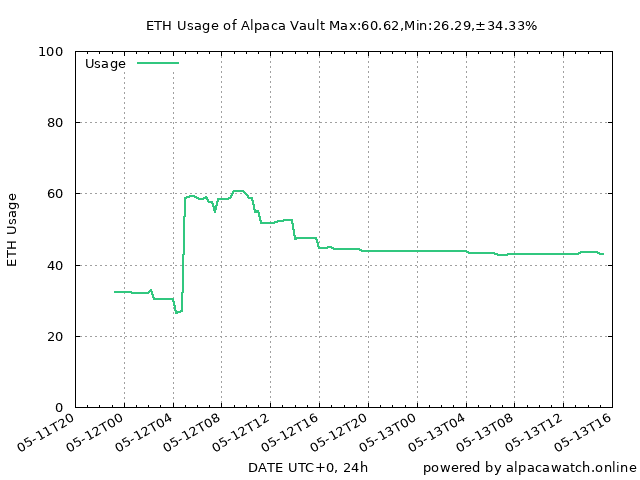 ETH Usage of Alpaca Vault Max:60.62,Min:26.29,±34.33%
Usage
ETH Usage
100
80
60
40
20
0
05-11T20
05-12T00
05-12T04
05-12T08
05-12T12
05-12T16
05-12T20
05-13T00
05-13T04
05-13T08
05-13T12
05-13T16
DATE UTC+0, 24h
powered by alpacawatch.online